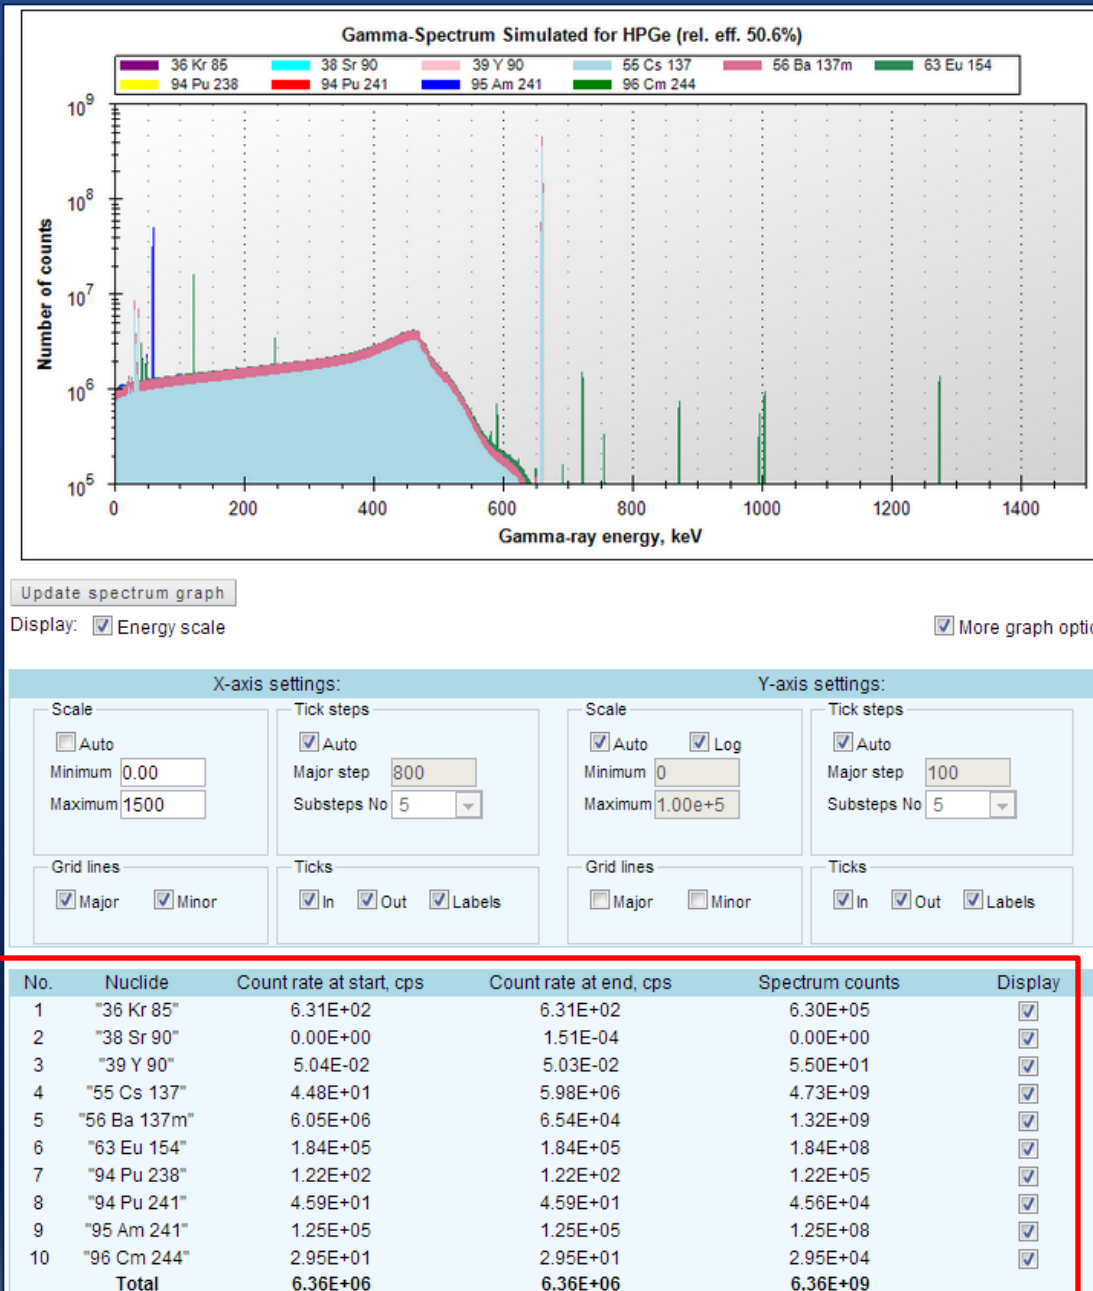 Gamma-Spectrum Simulated for HPGe (rel. eff. 50.6%)
36 Kr 85 38 Sr 90 39 Y 90 55 Cs 137 56 Ba 137m 63 Eu 154
94 Pu 238 94 Pu 241 95 Am 241 96 Cm 244
10^9
10^8
10^7
10^6
10^5
Number of counts
0 200 400 600 800 1000 1200 1400
Gamma-ray energy, keV
Update spectrum graph
Display: Energy scale More graph optic
X-axis settings: Y-axis settings:
Scale Tick steps Scale Tick steps
Auto Auto Auto Log Auto
Minimum 0.00 Major step 800 Minimum 0 Major step 100
Maximum 1500 Substeps No 5 Maximum 1.00e+5 Substeps No 5
Grid lines Ticks Grid lines Ticks
Major Minor In Out Labels Major Minor In Out Labels
No. Nuclide Count rate at start, cps Count rate at end, cps Spectrum counts Display
1 "36 Kr 85" 6.31E+02 6.31E+02 6.30E+05
2 "38 Sr 90" 0.00E+00 1.51E-04 0.00E+00
3 "39 Y 90" 5.04E-02 5.03E-02 5.50E+01
4 "55 Cs 137" 4.48E+01 5.98E+06 4.73E+09
5 "56 Ba 137m" 6.05E+06 6.54E+04 1.32E+09
6 "63 Eu 154" 1.84E+05 1.84E+05 1.84E+08
7 "94 Pu 238" 1.22E+02 1.22E+02 1.22E+05
8 "94 Pu 241" 4.59E+01 4.59E+01 4.56E+04
9 "95 Am 241" 1.25E+05 1.25E+05 1.25E+08
10 "96 Cm 244" 2.95E+01 2.95E+01 2.95E+04
Total 6.36E+06 6.36E+06 6.36E+09